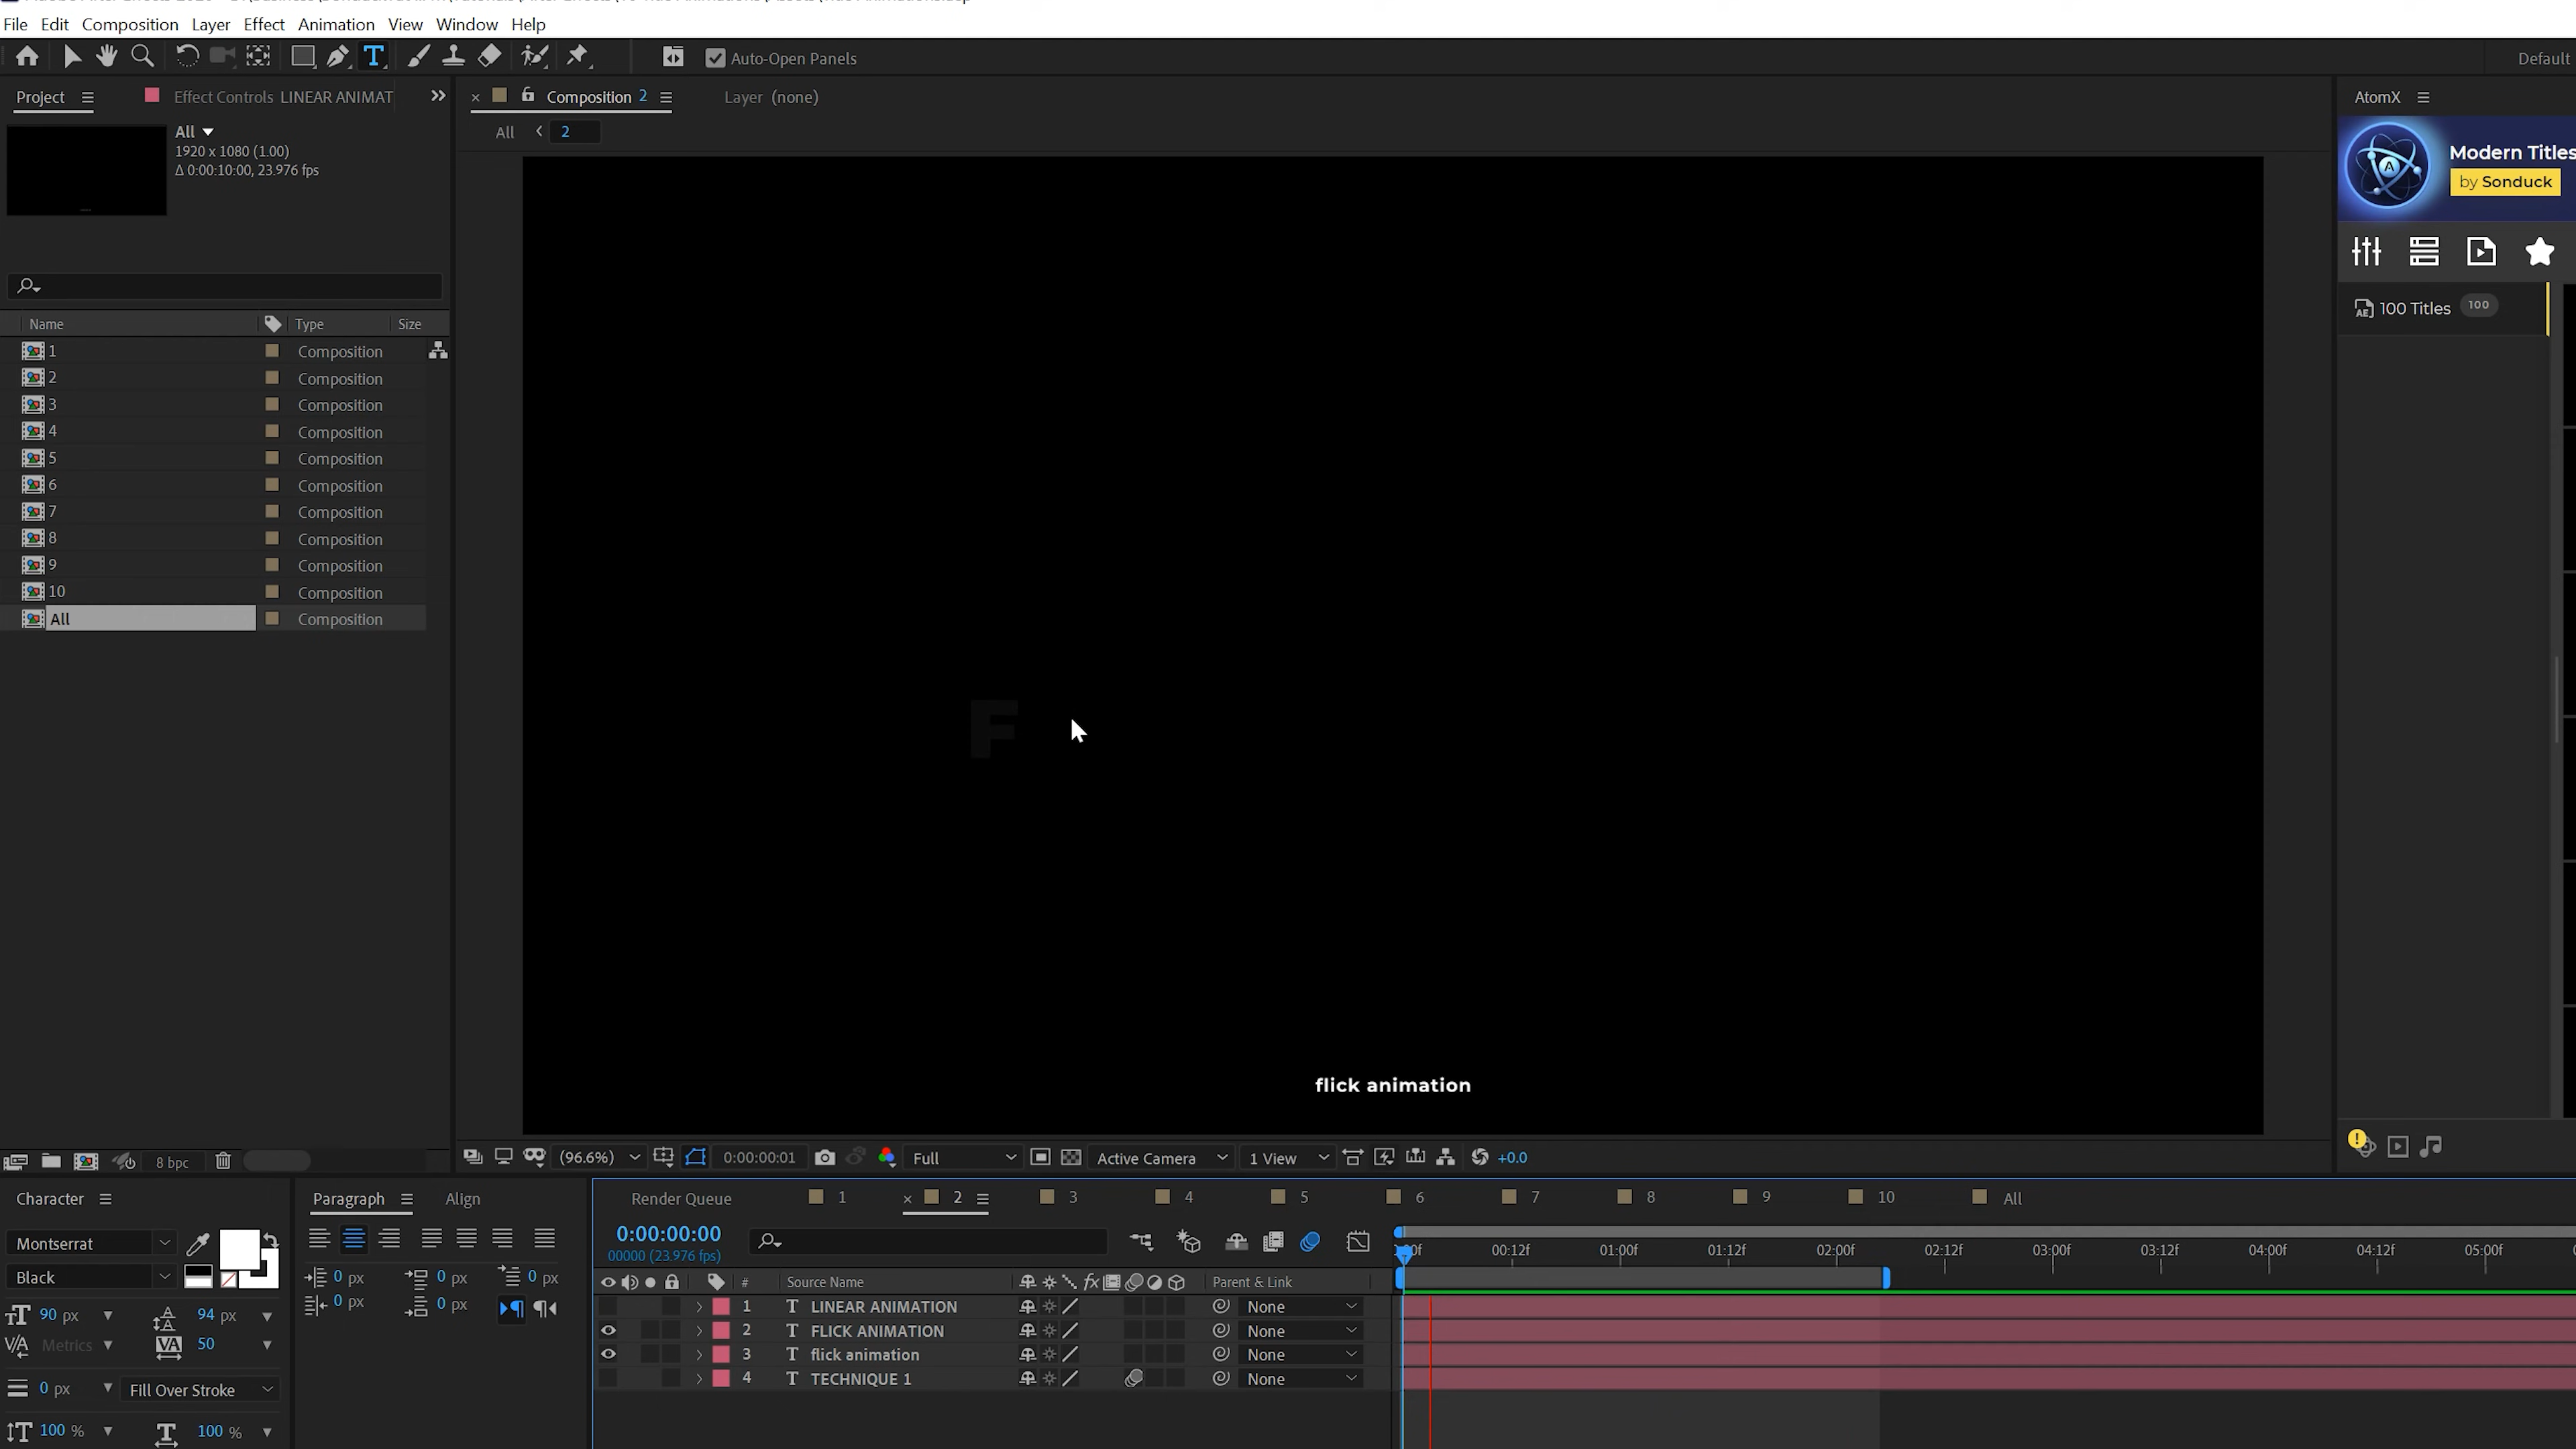 File Edit Composition Layer Effect Animation View Window Help
Auto-Open Panels
Default
Project
Effect Controls LINEAR ANIMAT
Composition 2
Layer (none)
AtomX
All
1920 x 1080 (1.00)
Δ 0:00:10:00, 23.976 fps
All
2
Modern Titles
by Sonduck
AE 100 Titles 100
Name Type Size
1 Composition
2 Composition
3 Composition
4 Composition
5 Composition
6 Composition
7 Composition
8 Composition
9 Composition
10 Composition
All Composition
F
flick animation
8 bpc
(96.6%) 0:00:00:01 Full Active Camera 1 View +0.0
Character
Paragraph Align
Render Queue 1 2 3 4 5 6 7 8 9 10 All
Montserrat
Black
90 px 94 px
Metrics 50
0 px Fill Over Stroke
100 % 100 %
0 px 0 px 0 px
0 px 0 px
0:00:00:00
00000 (23.976 fps)
00:12f 01:00f 01:12f 02:00f 02:12f 03:00f 03:12f 04:00f 04:12f 05:00f
# Source Name fx Parent & Link
1 T LINEAR ANIMATION None
2 T FLICK ANIMATION None
3 T flick animation None
4 T TECHNIQUE 1 None